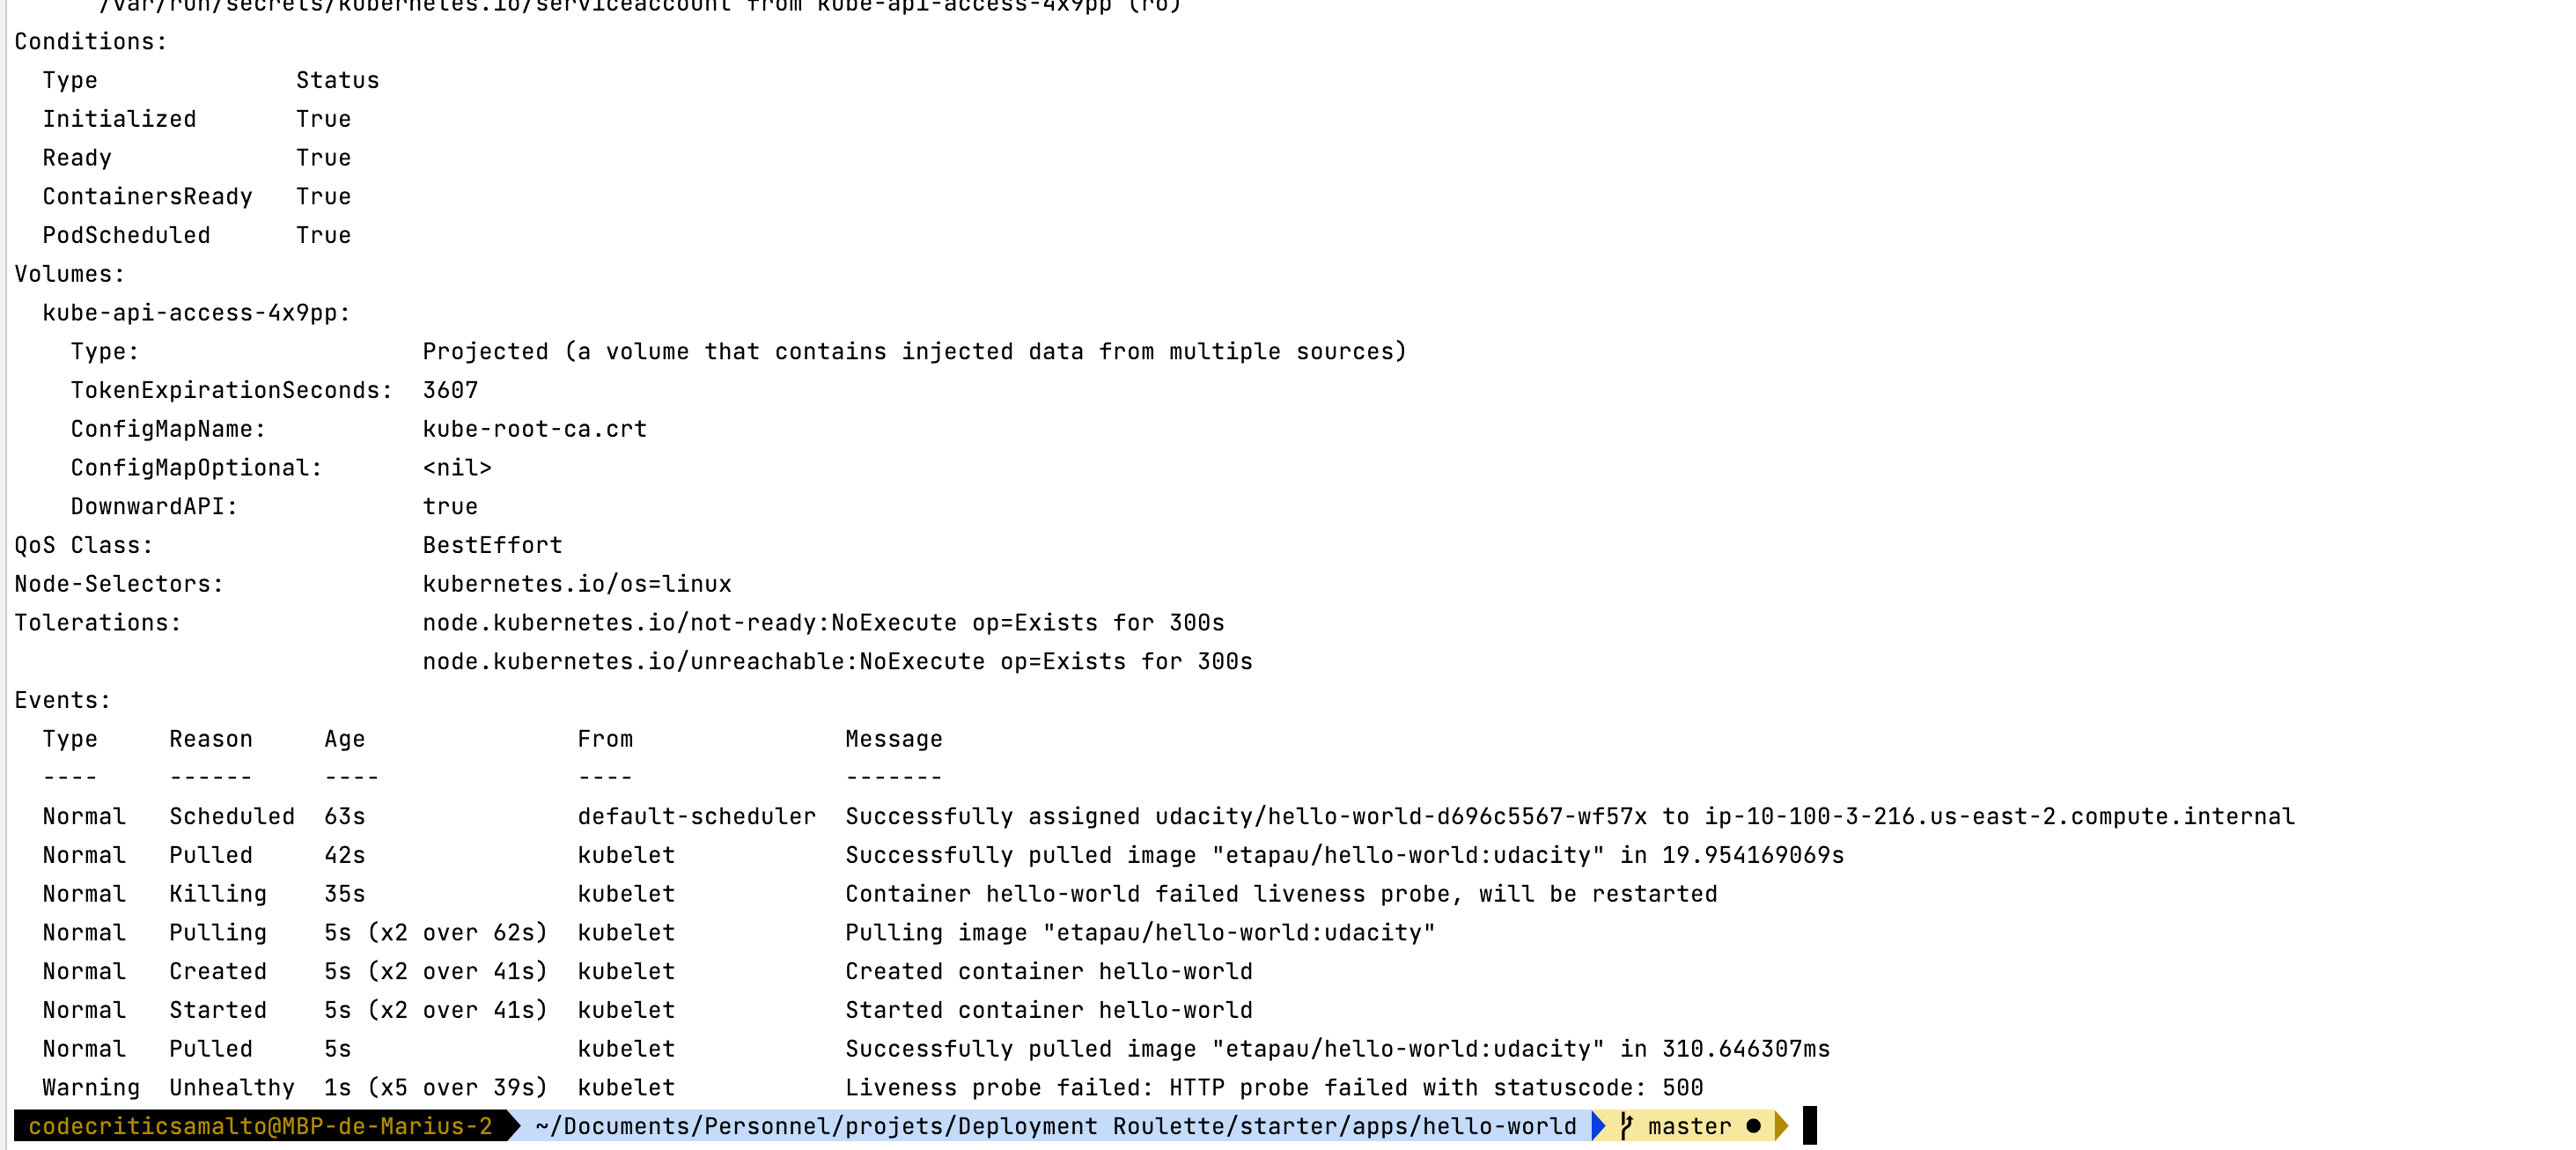 /var/run/secrets/kubernetes.io/serviceaccount from kube-api-access-4x9pp (ro)
Conditions:
Type Status
Initialized True
Ready True
ContainersReady True
PodScheduled True
Volumes:
kube-api-access-4x9pp:
Type: Projected (a volume that contains injected data from multiple sources)
TokenExpirationSeconds: 3607
ConfigMapName: kube-root-ca.crt
ConfigMapOptional: <nil>
DownwardAPI: true
QoS Class: BestEffort
Node-Selectors: kubernetes.io/os=linux
Tolerations: node.kubernetes.io/not-ready:NoExecute op=Exists for 300s
node.kubernetes.io/unreachable:NoExecute op=Exists for 300s
Events:
Type Reason Age From Message
---- ------ ---- ---- -------
Normal Scheduled 63s default-scheduler Successfully assigned udacity/hello-world-d696c5567-wf57x to ip-10-100-3-216.us-east-2.compute.internal
Normal Pulled 42s kubelet Successfully pulled image "etapau/hello-world:udacity" in 19.954169069s
Normal Killing 35s kubelet Container hello-world failed liveness probe, will be restarted
Normal Pulling 5s (x2 over 62s) kubelet Pulling image "etapau/hello-world:udacity"
Normal Created 5s (x2 over 41s) kubelet Created container hello-world
Normal Started 5s (x2 over 41s) kubelet Started container hello-world
Normal Pulled 5s kubelet Successfully pulled image "etapau/hello-world:udacity" in 310.646307ms
Warning Unhealthy 1s (x5 over 39s) kubelet Liveness probe failed: HTTP probe failed with statuscode: 500
codecriticsamalto@MBP-de-Marius-2 ~/Documents/Personnel/projets/Deployment Roulette/starter/apps/hello-world master ●